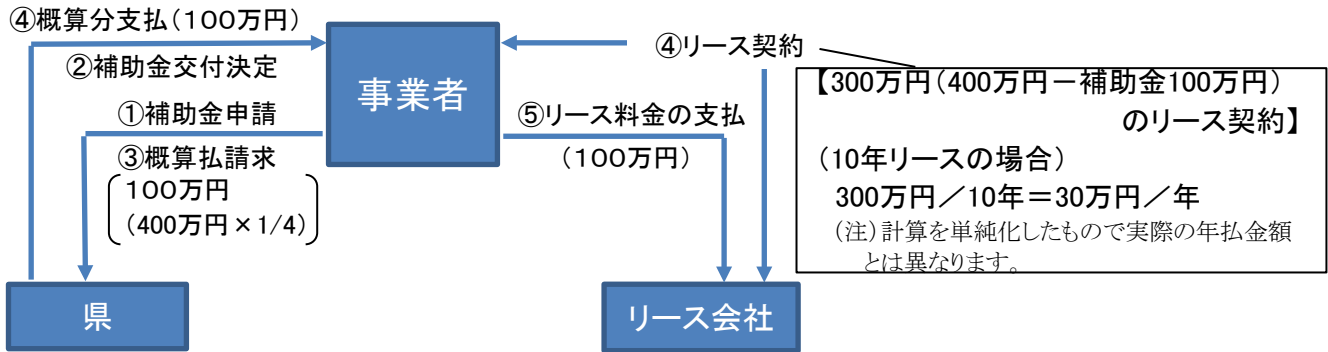 ④概算分支払(100万円)
②補助金交付決定
①補助金申請
③概算払請求
100万円
(400万円×1/4)
県
事業者
④リース契約
⑤リース料金の支払
(100万円)
リース会社
【300万円(400万円－補助金100万円)
のリース契約】
(10年リースの場合)
300万円／10年＝30万円／年
(注)計算を単純化したもので実際の年払金額
とは異なります。